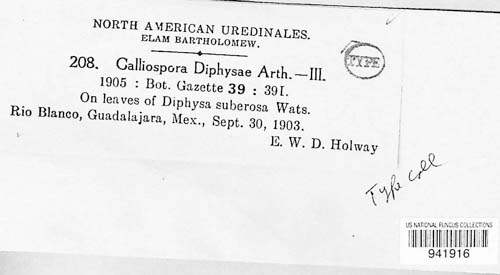 NORTH AMERICAN UREDINALES.
ELAM BARTHOLOMEW.
TYPE
208. Galliospora Diphysae Arth.—III.
1905 : Bot. Gazette 39 : 391.
On leaves of Diphysa suberosa Wats.
Rio Blanco, Guadalajara, Mex., Sept. 30, 1903.
E. W. D. Holway
Type coll
US NATIONAL FUNGUS COLLECTIONS
941916